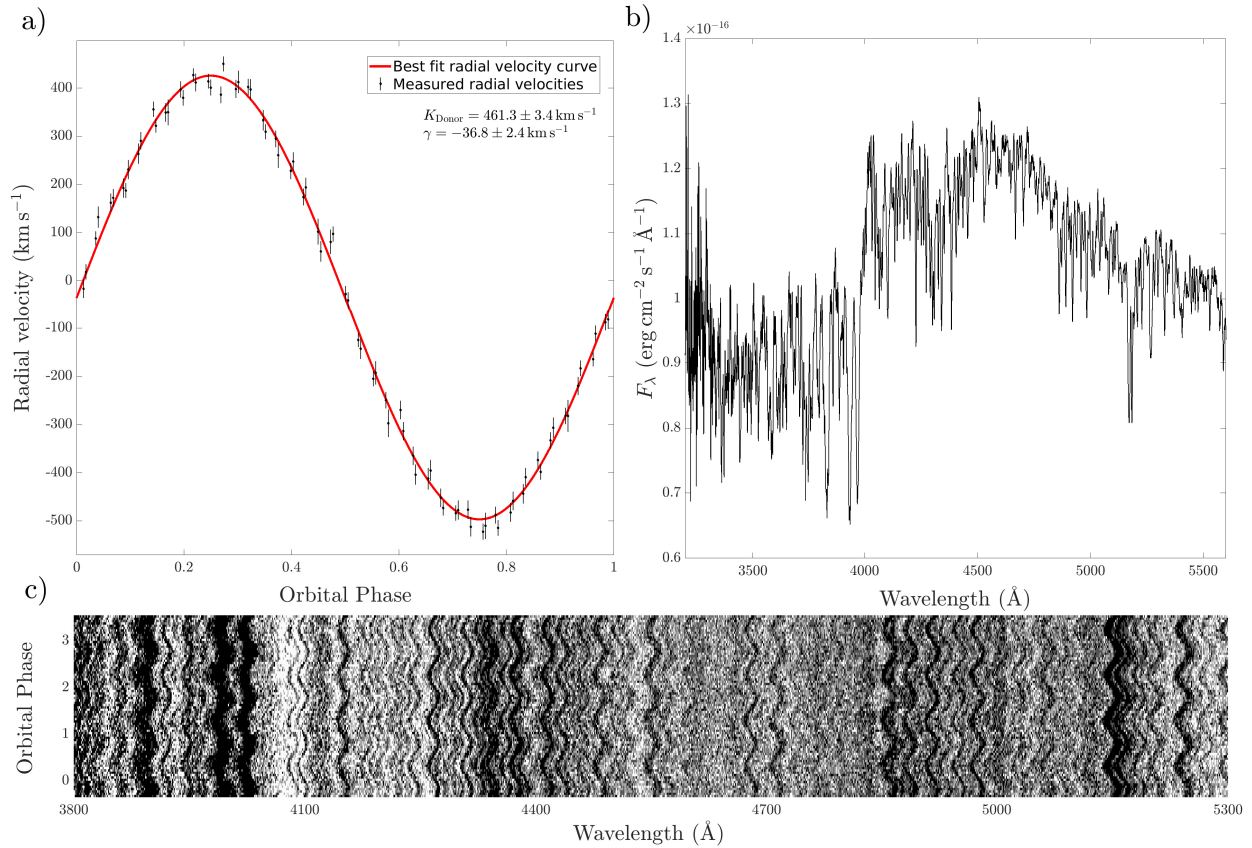 a)
Radial velocity (km s⁻¹)
400
300
200
100
0
-100
-200
-300
-400
-500
Best fit radial velocity curve
Measured radial velocities
K_Donor = 461.3 ± 3.4 km s⁻¹
γ = −36.8 ± 2.4 km s⁻¹
0 0.2 0.4 0.6 0.8 1
Orbital Phase
b)
×10⁻¹⁶
F_λ (erg cm⁻² s⁻¹ Å⁻¹)
1.4
1.3
1.2
1.1
1
0.9
0.8
0.7
0.6
3500 4000 4500 5000 5500
Wavelength (Å)
c)
Orbital Phase
3
2
1
0
3800 4100 4400 4700 5000 5300
Wavelength (Å)